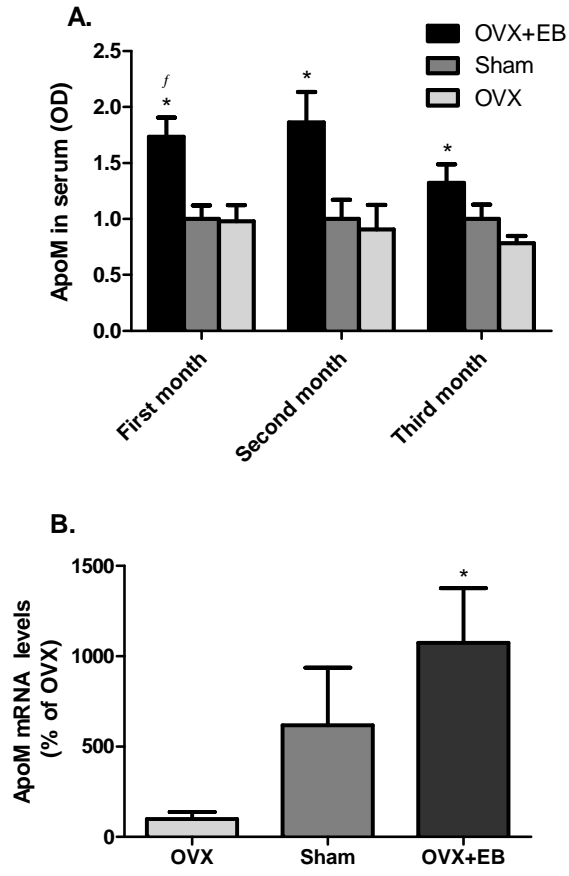 A.
OVX+EB
Sham
OVX
ApoM in serum (OD)
2.5
2.0
1.5
1.0
0.5
0.0
f
*
*
*
First month
Second month
Third month
B.
ApoM mRNA levels
(% of OVX)
1500
1000
500
0
*
OVX
Sham
OVX+EB